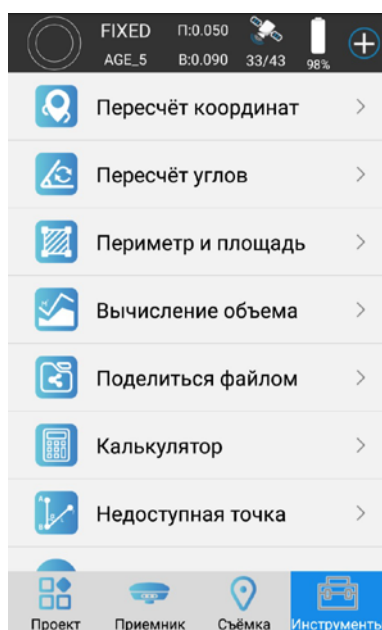 FIXED П:0.050
AGE_5 В:0.090 33/43 98%
Пересчёт координат
Пересчёт углов
Периметр и площадь
Вычисление объема
Поделиться файлом
Калькулятор
Недоступная точка
Проект Приемник Съёмка Инструменты